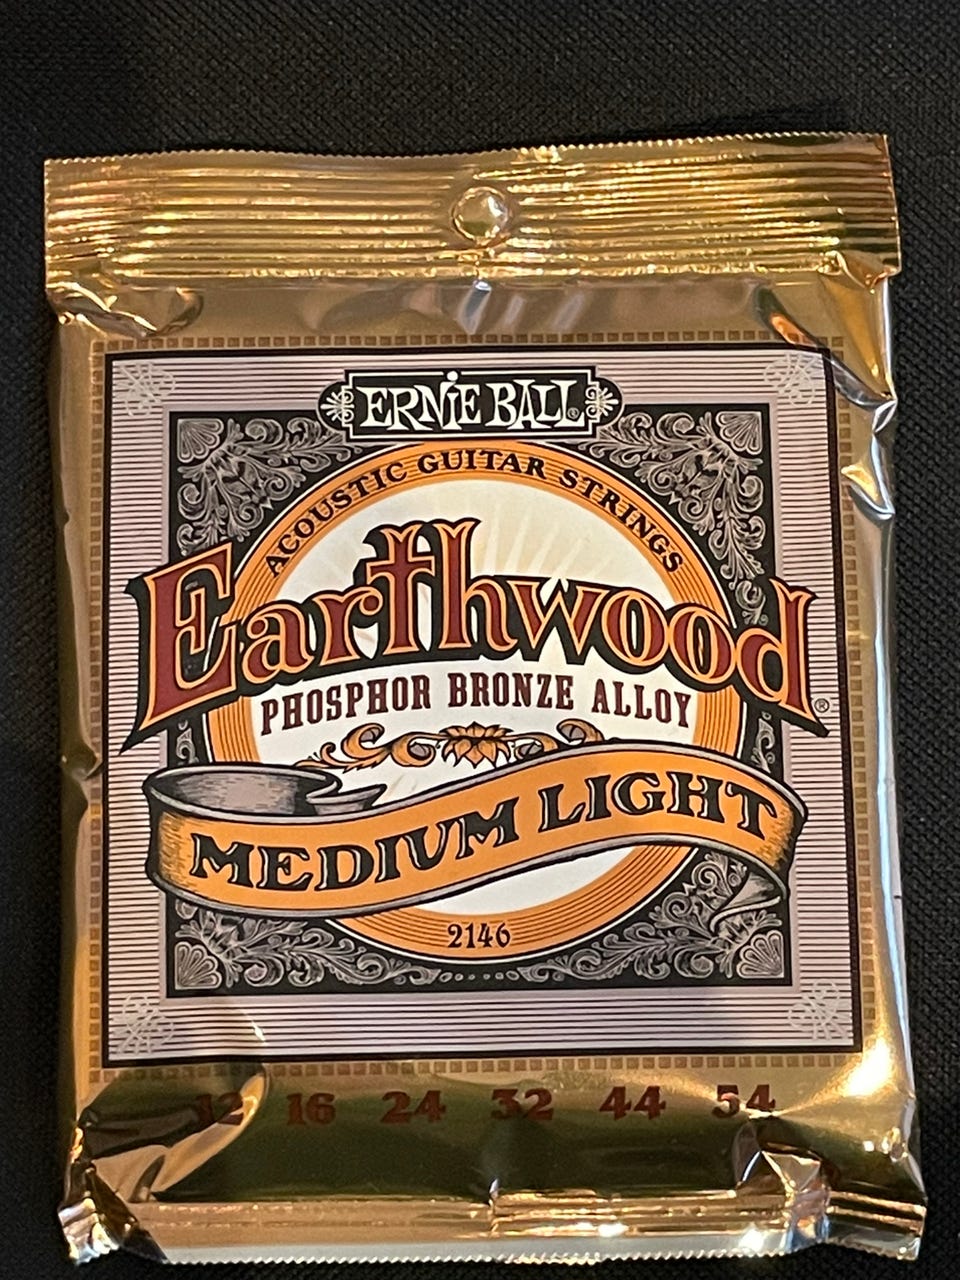 ERNIE BALL®
ACOUSTIC GUITAR STRINGS
Earthwood®
PHOSPHOR BRONZE ALLOY
MEDIUM LIGHT
2146
12 16 24 32 44 54